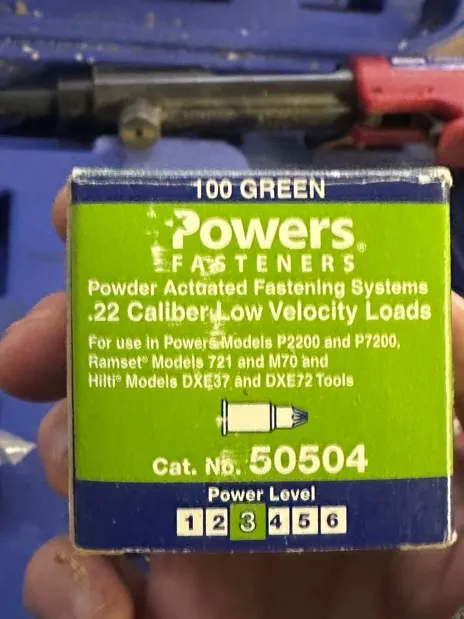 100 GREEN
Powers®
FASTENERS
Powder Actuated Fastening Systems
.22 Caliber Low Velocity Loads
For use in Powers Models P2200 and P7200,
Ramset® Models 721 and M70 and
Hilti® Models DXE37 and DXE72 Tools
Cat. No. 50504
Power Level
1 2 3 4 5 6